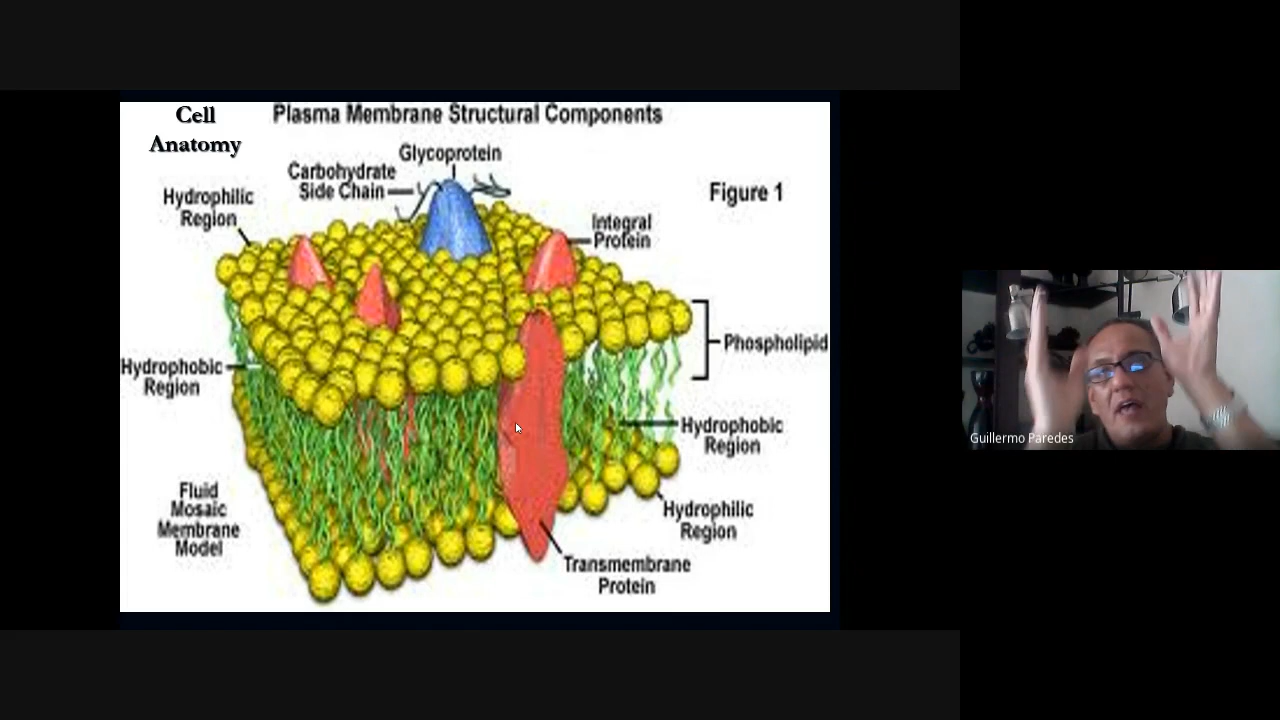 Cell
Anatomy
Plasma Membrane Structural Components
Glycoprotein
Carbohydrate
Side Chain
Figure 1
Hydrophilic
Region
Integral
Protein
Phospholipid
Hydrophobic
Region
Hydrophobic
Region
Fluid
Mosaic
Membrane
Model
Hydrophilic
Region
Transmembrane
Protein
Guillermo Paredes